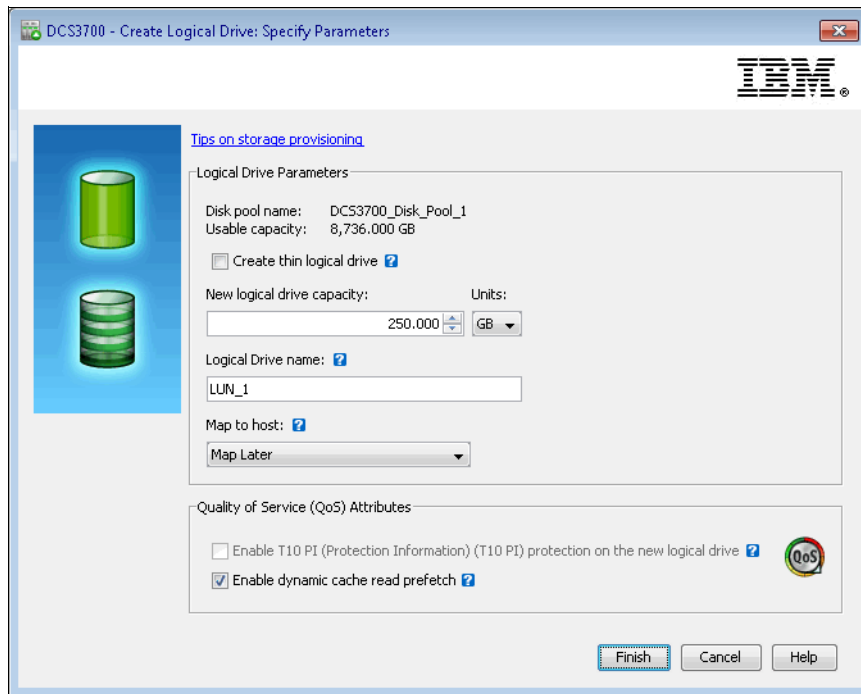 DCS3700 - Create Logical Drive: Specify Parameters
IBM®
Tips on storage provisioning
Logical Drive Parameters
Disk pool name: DCS3700_Disk_Pool_1
Usable capacity: 8,736.000 GB
Create thin logical drive ?
New logical drive capacity: Units:
250.000 GB
Logical Drive name: ?
LUN_1
Map to host: ?
Map Later
Quality of Service (QoS) Attributes
Enable T10 PI (Protection Information) (T10 PI) protection on the new logical drive ?
QoS
Enable dynamic cache read prefetch ?
Finish Cancel Help